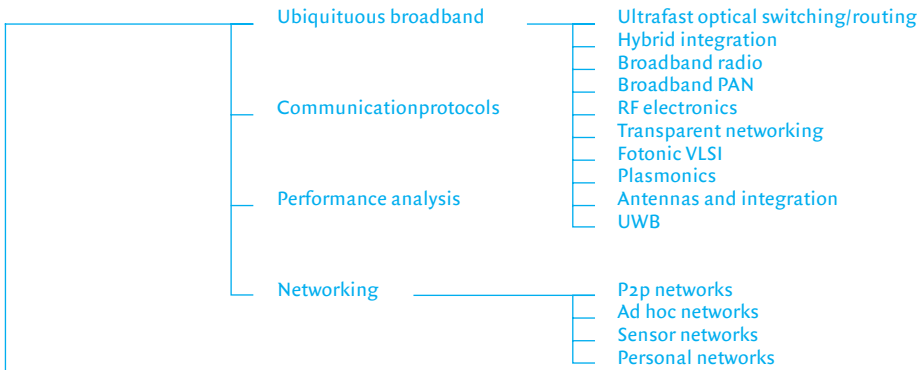 Ubiquituous broadband
Ultrafast optical switching/routing
Hybrid integration
Broadband radio
Broadband PAN
Communicationprotocols
RF electronics
Transparent networking
Fotonic VLSI
Plasmonics
Performance analysis
Antennas and integration
UWB
Networking
P2p networks
Ad hoc networks
Sensor networks
Personal networks